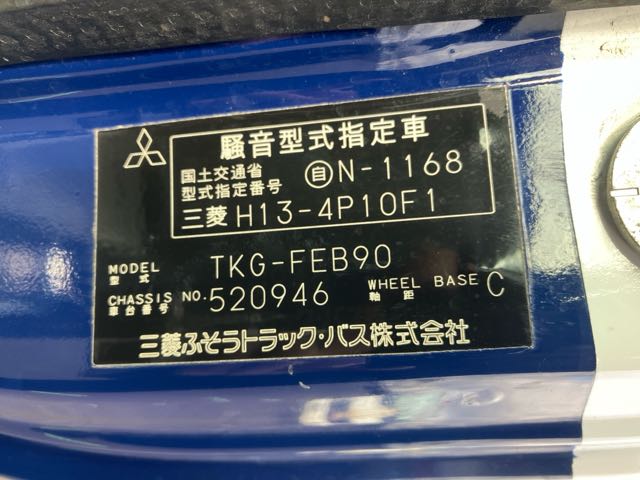 騒音型式指定車
国土交通省
型式指定番号 自N-1168
三菱 H13-4P10F1
MODEL 型式 TKG-FEB90
CHASSIS NO. 車台番号 520946 WHEEL BASE 軸距 C
三菱ふそうトラック・バス株式会社